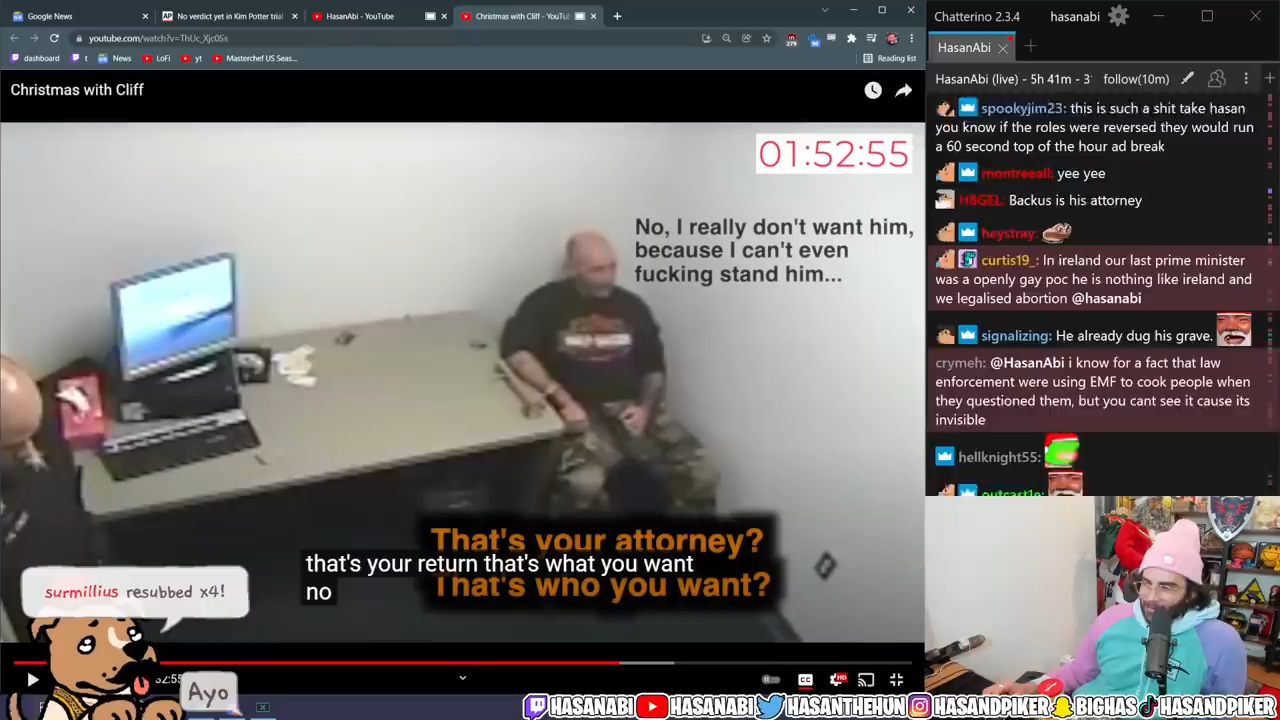 Google News
No verdict yet in Kim Potter trial
HasanAbi - YouTube
Christmas with Cliff - YouTu
Chatterino 2.3.4
hasanabi
youtube.com/watch?v=ThUc_Xjc0Ss
dashboard
t
News
LoFi
yt
Masterchef US Seas...
Reading list
HasanAbi
HasanAbi (live) - 5h 41m - 3
follow(10m)
Christmas with Cliff
01:52:55
No, I really don't want him,
because I can't even
fucking stand him...
That's your attorney?
That's who you want?
that's your return that's what you want
no
surmillius resubbed x4!
Ayo
spookyjim23: this is such a shit take hasan
you know if the roles were reversed they would run
a 60 second top of the hour ad break
montreeall: yee yee
H8GEL: Backus is his attorney
heystray:
curtis19_: In ireland our last prime minister
was a openly gay poc he is nothing like ireland and
we legalised abortion @hasanabi
signalizing: He already dug his grave.
crymeh: @HasanAbi i know for a fact that law
enforcement were using EMF to cook people when
they questioned them, but you cant see it cause its
invisible
hellknight55:
outcast1e:
HASANABI
HASANABI
HASANTHEHUN
HASANDPIKER
BIGHAS
HASANDPIKER